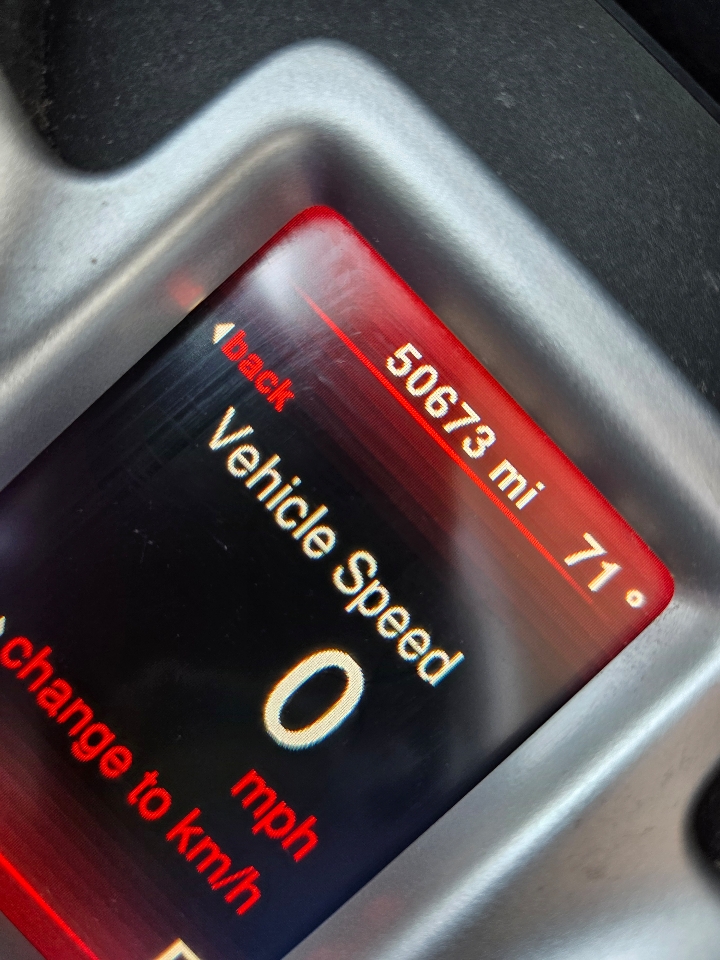 50673 mi 71°
back
Vehicle Speed
0
mph
change to km/h